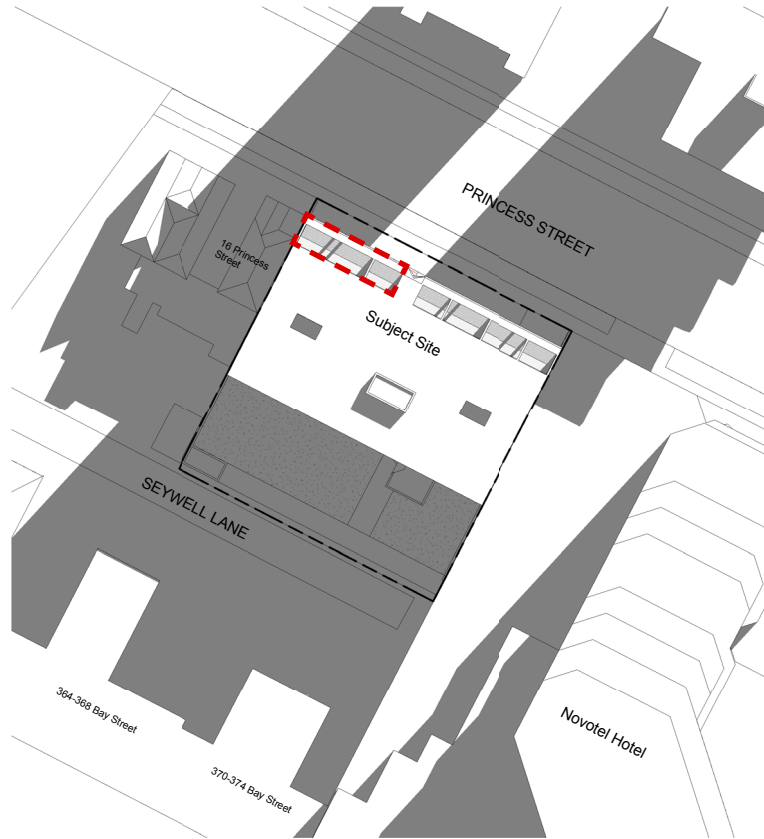 PRINCESS STREET
16 Princess
Street
Subject Site
SEYWELL LANE
364-368 Bay Street
370-374 Bay Street
Novotel Hotel